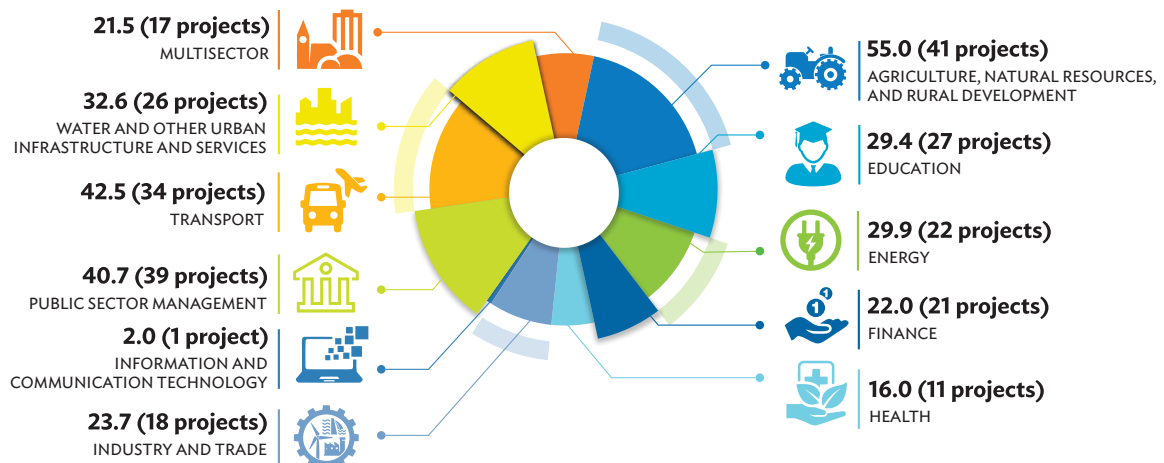 21.5 (17 projects)
MULTISECTOR
32.6 (26 projects)
WATER AND OTHER URBAN
INFRASTRUCTURE AND SERVICES
42.5 (34 projects)
TRANSPORT
40.7 (39 projects)
PUBLIC SECTOR MANAGEMENT
2.0 (1 project)
INFORMATION AND
COMMUNICATION TECHNOLOGY
23.7 (18 projects)
INDUSTRY AND TRADE
55.0 (41 projects)
AGRICULTURE, NATURAL RESOURCES,
AND RURAL DEVELOPMENT
29.4 (27 projects)
EDUCATION
29.9 (22 projects)
ENERGY
1
1
22.0 (21 projects)
FINANCE
16.0 (11 projects)
HEALTH